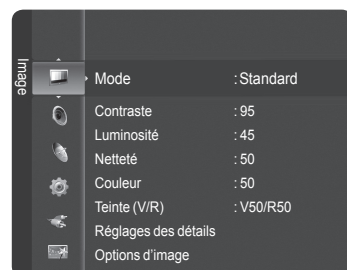 Image
Mode : Standard
Contraste : 95
Luminosité : 45
Netteté : 50
Couleur : 50
Teinte (V/R) : V50/R50
Réglages des détails
Options d'image